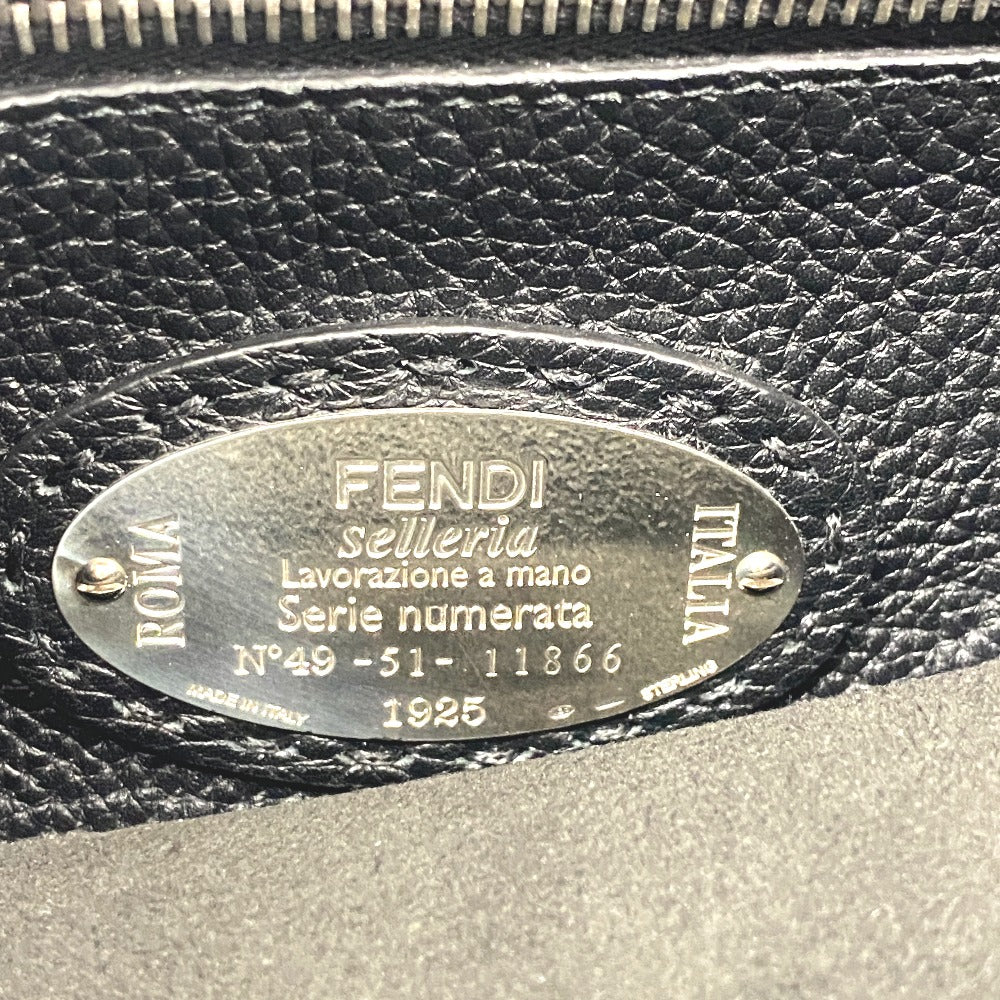 FENDI
selleria
Lavorazione a mano
Serie numerata
N°49 -51- 11866
1925
ROMA
ITALIA
MADE IN ITALY
STERLING